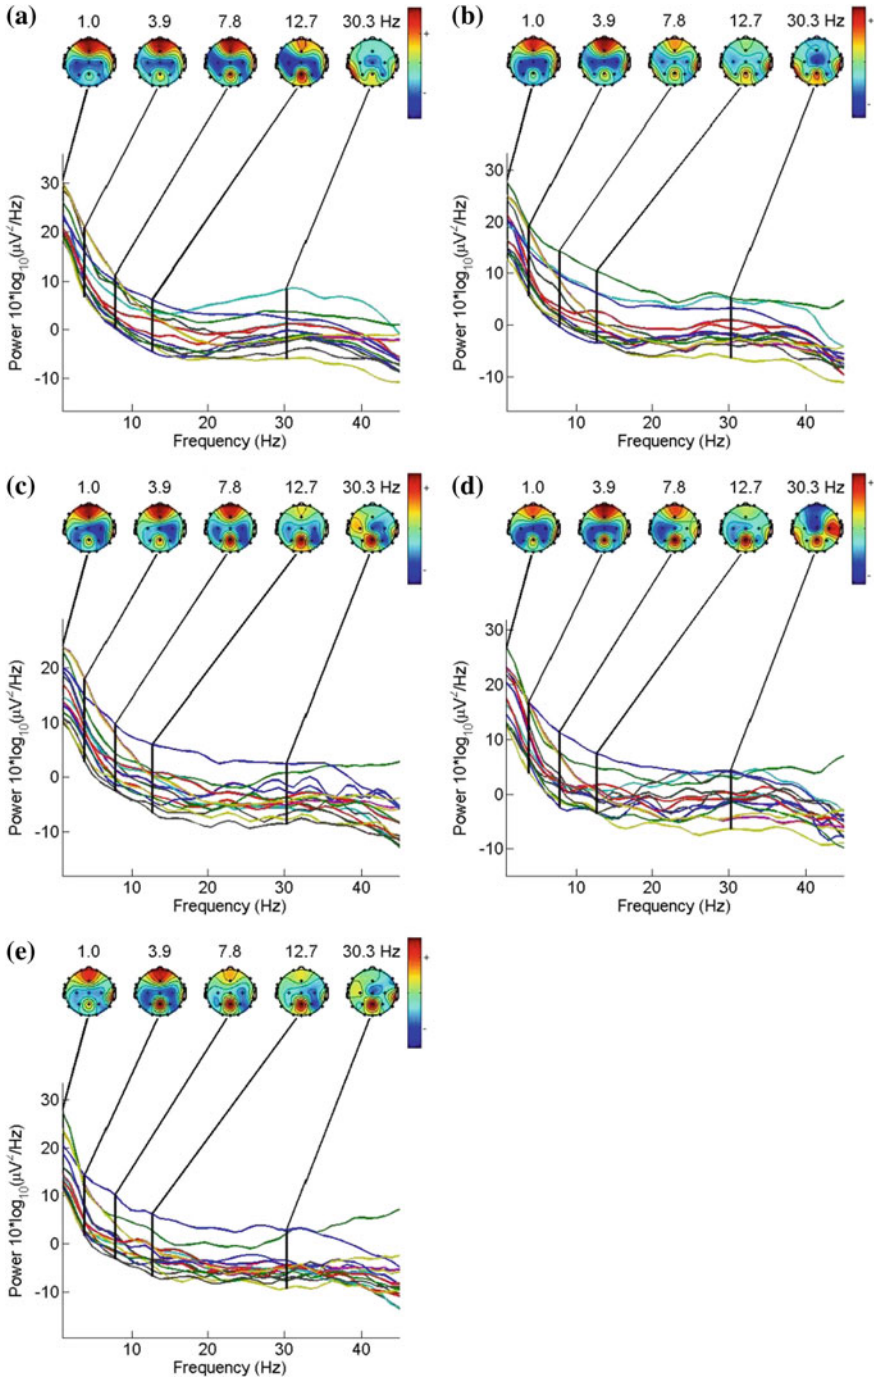 (a) 1.0 3.9 7.8 12.7 30.3 Hz
+
-
30
20
10
0
-10
Power 10*log10(μV²/Hz)
10 20 30 40
Frequency (Hz)
(b) 1.0 3.9 7.8 12.7 30.3 Hz
+
-
30
20
10
0
-10
Power 10*log10(μV²/Hz)
10 20 30 40
Frequency (Hz)
(c) 1.0 3.9 7.8 12.7 30.3 Hz
+
-
20
10
0
-10
Power 10*log10(μV²/Hz)
10 20 30 40
Frequency (Hz)
(d) 1.0 3.9 7.8 12.7 30.3 Hz
+
-
30
20
10
0
-10
Power 10*log10(μV²/Hz)
10 20 30 40
Frequency (Hz)
(e) 1.0 3.9 7.8 12.7 30.3 Hz
+
-
30
20
10
0
-10
Power 10*log10(μV²/Hz)
10 20 30 40
Frequency (Hz)